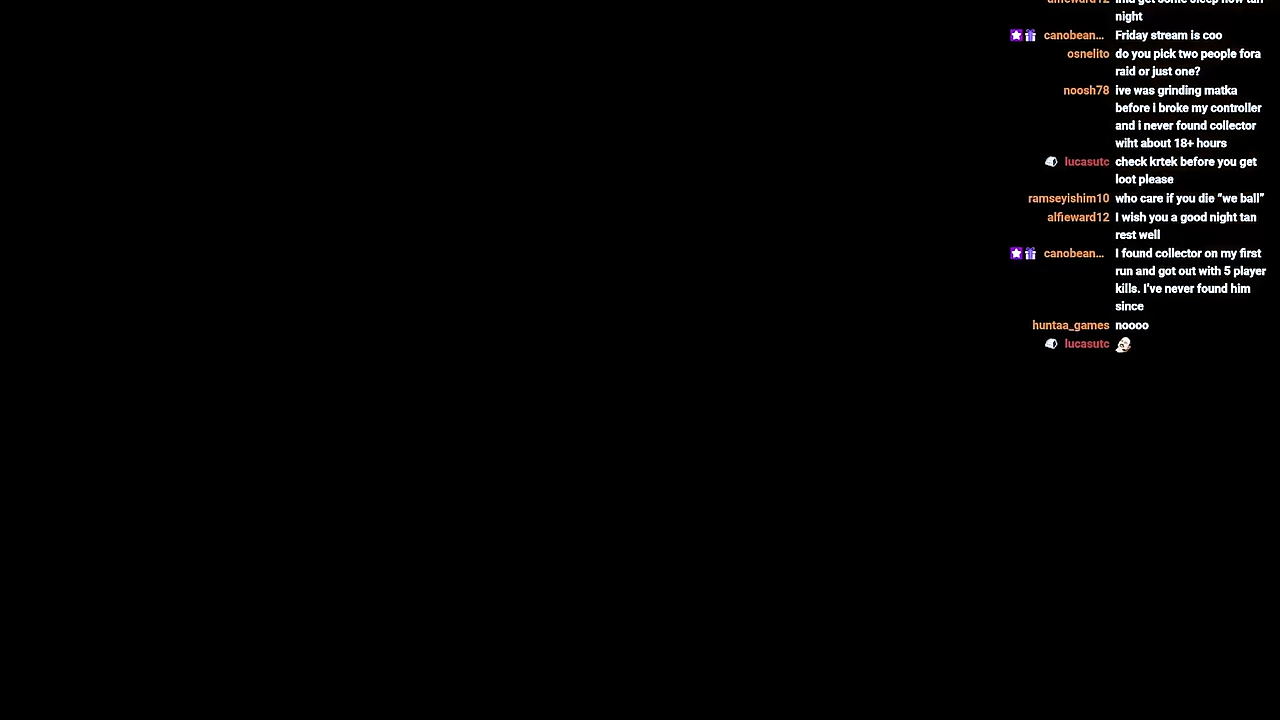 night
canobean… Friday stream is coo
osnelito do you pick two people fora
raid or just one?
noosh78 ive was grinding matka
before i broke my controller
and i never found collector
wiht about 18+ hours
lucasutc check krtek before you get
loot please
ramseyishim10 who care if you die “we ball”
alfieward12 I wish you a good night tan
rest well
canobean… I found collector on my first
run and got out with 5 player
kills. I've never found him
since
huntaa_games noooo
lucasutc